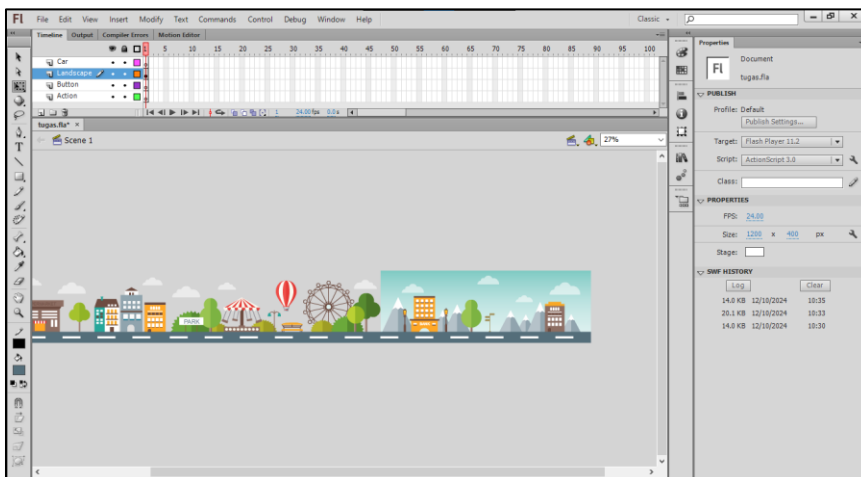 Fl File Edit View Insert Modify Text Commands Control Debug Window Help Classic
Timeline Output Compiler Errors Motion Editor
1 5 10 15 20 25 30 35 40 45 50 55 60 65 70 75 80 85 90 95 100
Car
Landscape
Button
Action
1 24.00 fps 0.0 s
tugas.fla* ×
Scene 1
27%
PARK
Properties
Fl
Document
tugas.fla
PUBLISH
Profile: Default
Publish Settings...
Target: Flash Player 11.2
Script: ActionScript 3.0
Class:
PROPERTIES
FPS: 24.00
Size: 1200 x 400 px
Stage:
SWF HISTORY
Log Clear
14.0 KB 12/10/2024 10:35
20.1 KB 12/10/2024 10:33
14.0 KB 12/10/2024 10:30